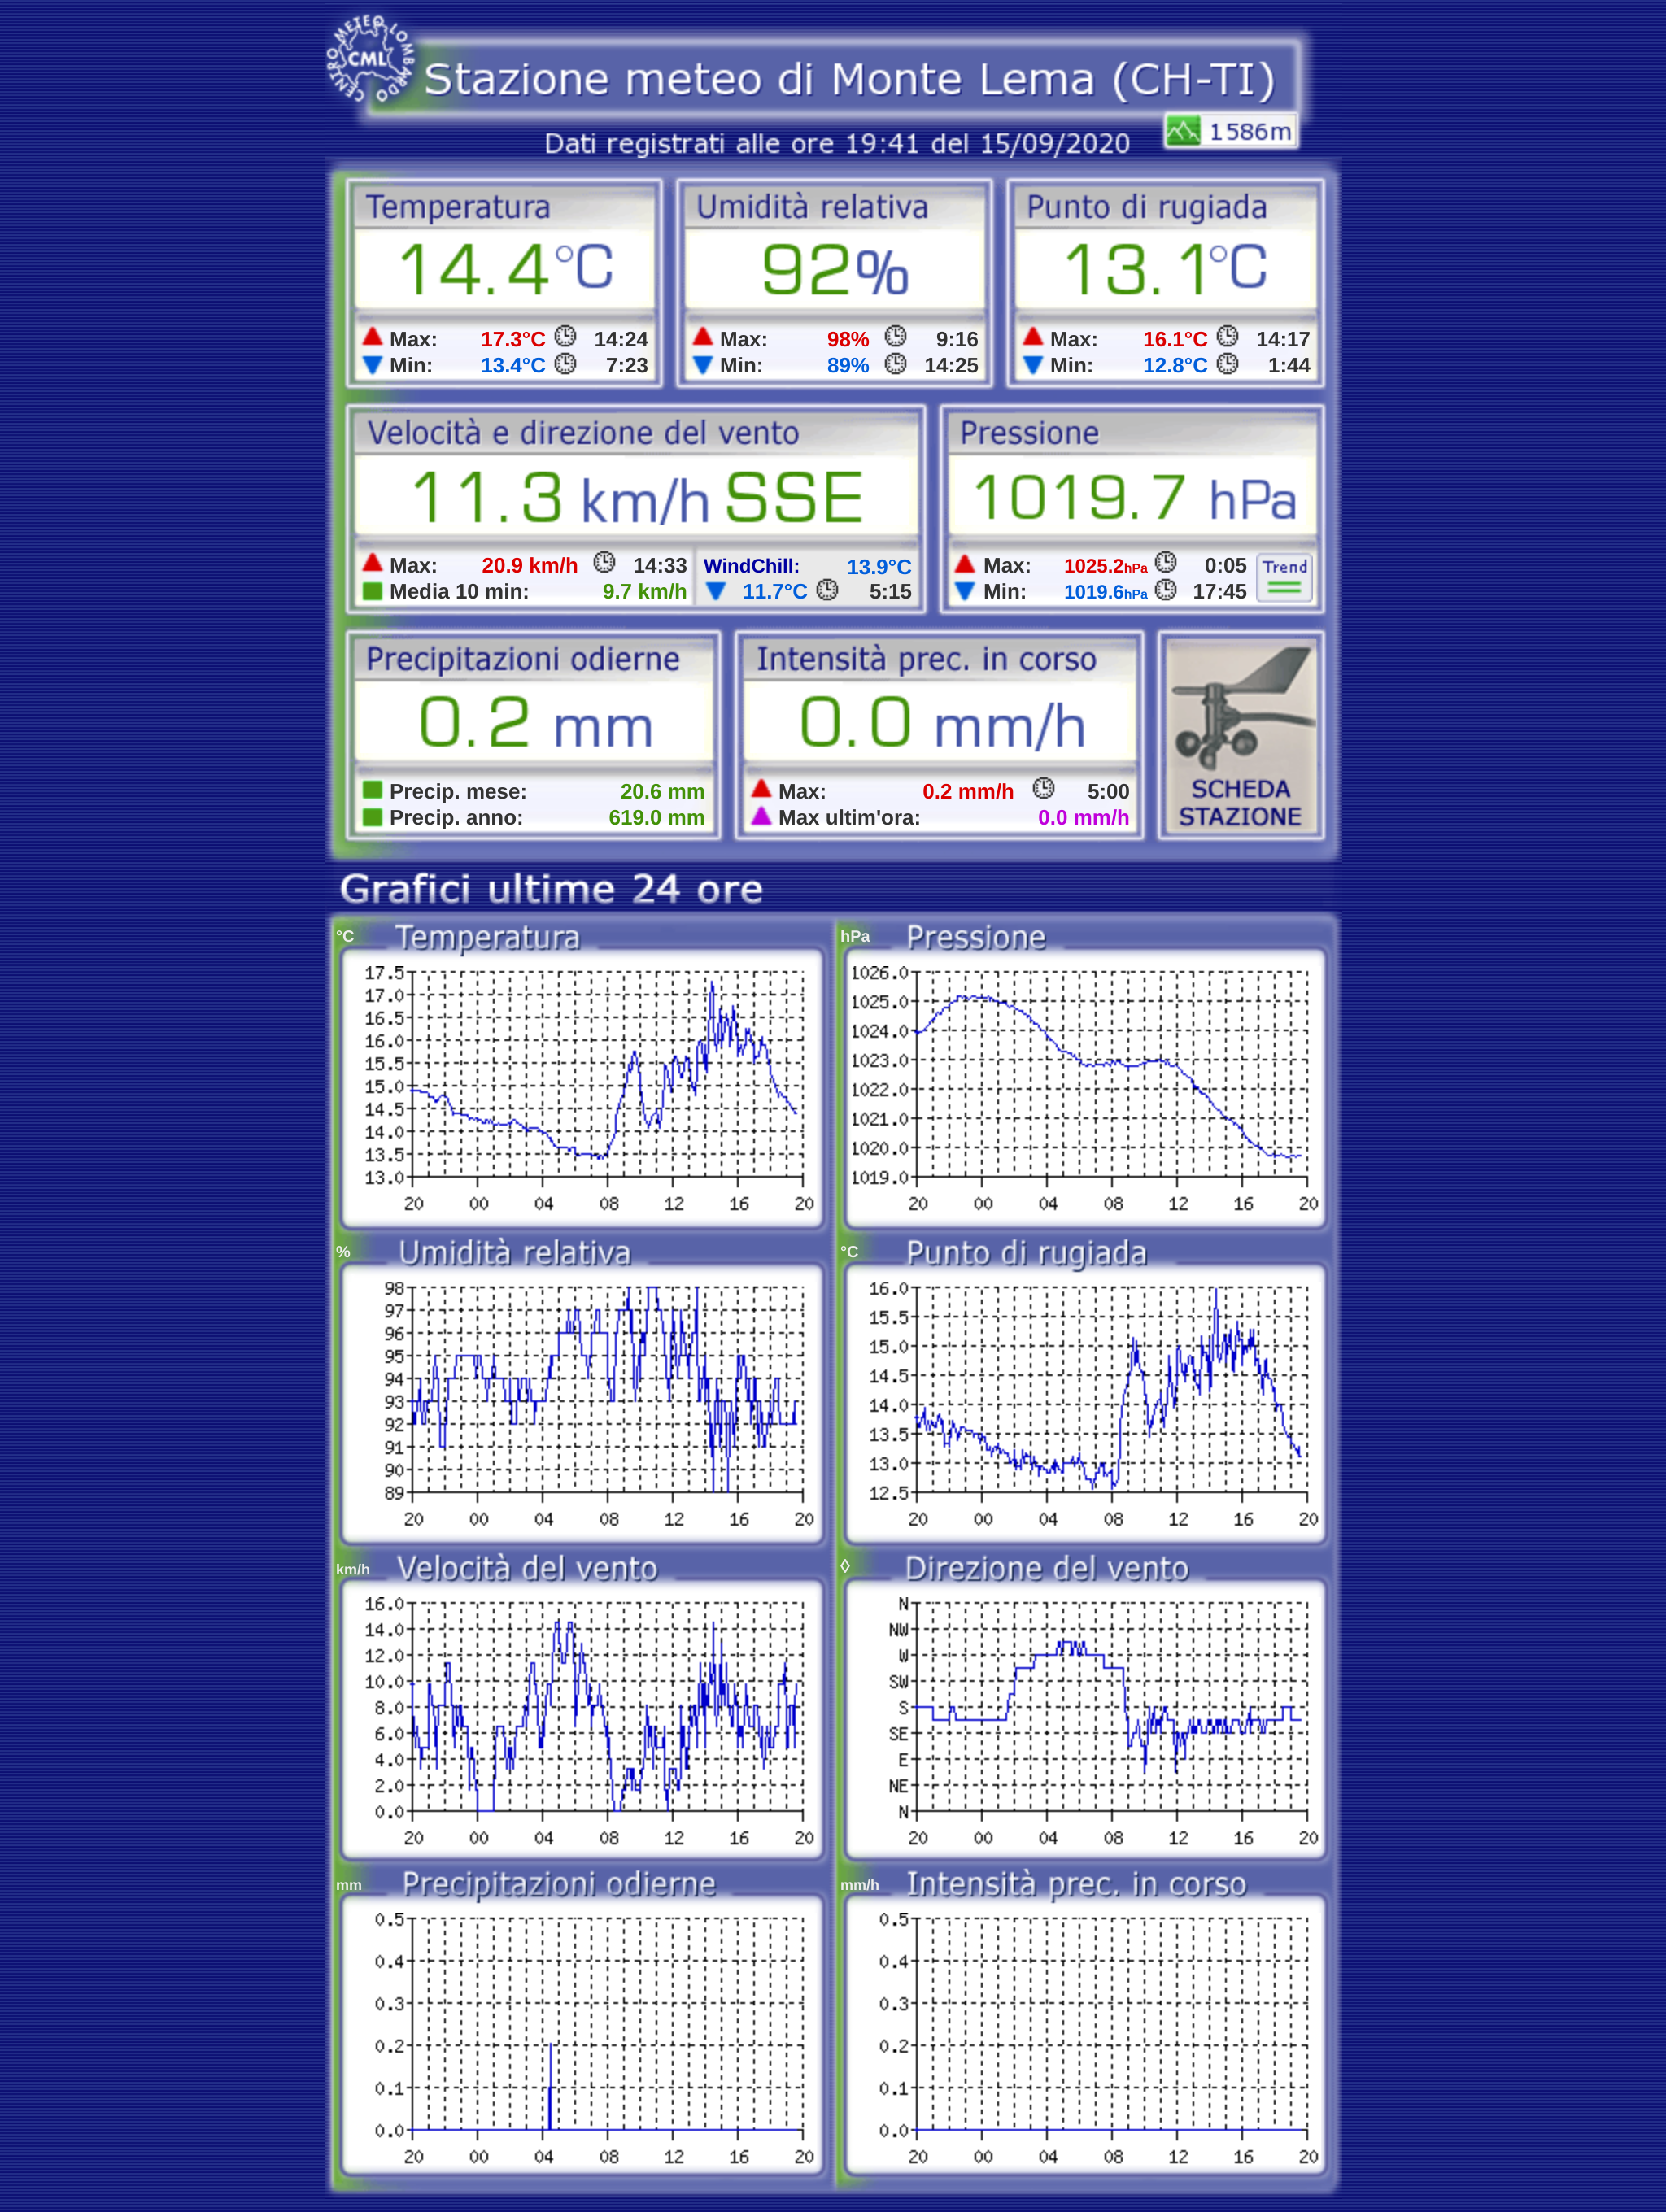 CENTRO METEO LOMBARDO
CML
Stazione meteo di Monte Lema (CH-TI)
1586m
Dati registrati alle ore 19:41 del 15/09/2020
Temperatura Umidità relativa Punto di rugiada
14.4°C 92% 13.1°C
Max: 17.3°C 14:24 Max: 98% 9:16 Max: 16.1°C 14:17
Min: 13.4°C 7:23 Min: 89% 14:25 Min: 12.8°C 1:44
Velocità e direzione del vento Pressione
11.3 km/h SSE 1019.7 hPa
Max: 20.9 km/h 14:33 WindChill: 13.9°C Max: 1025.2hPa 0:05 Trend
Media 10 min: 9.7 km/h 11.7°C 5:15 Min: 1019.6hPa 17:45
Precipitazioni odierne Intensità prec. in corso
0.2 mm 0.0 mm/h
Precip. mese: 20.6 mm Max: 0.2 mm/h 5:00 SCHEDA
Precip. anno: 619.0 mm Max ultim'ora: 0.0 mm/h STAZIONE
Grafici ultime 24 ore
°C Temperatura
17.5
17.0
16.5
16.0
15.5
15.0
14.5
14.0
13.5
13.0
20 00 04 08 12 16 20
hPa Pressione
1026.0
1025.0
1024.0
1023.0
1022.0
1021.0
1020.0
1019.0
20 00 04 08 12 16 20
% Umidità relativa
98
97
96
95
94
93
92
91
90
89
20 00 04 08 12 16 20
°C Punto di rugiada
16.0
15.5
15.0
14.5
14.0
13.5
13.0
12.5
20 00 04 08 12 16 20
km/h Velocità del vento
16.0
14.0
12.0
10.0
8.0
6.0
4.0
2.0
0.0
20 00 04 08 12 16 20
◊ Direzione del vento
N
NW
W
SW
S
SE
E
NE
N
20 00 04 08 12 16 20
mm Precipitazioni odierne
0.5
0.4
0.3
0.2
0.1
0.0
20 00 04 08 12 16 20
mm/h Intensità prec. in corso
0.5
0.4
0.3
0.2
0.1
0.0
20 00 04 08 12 16 20